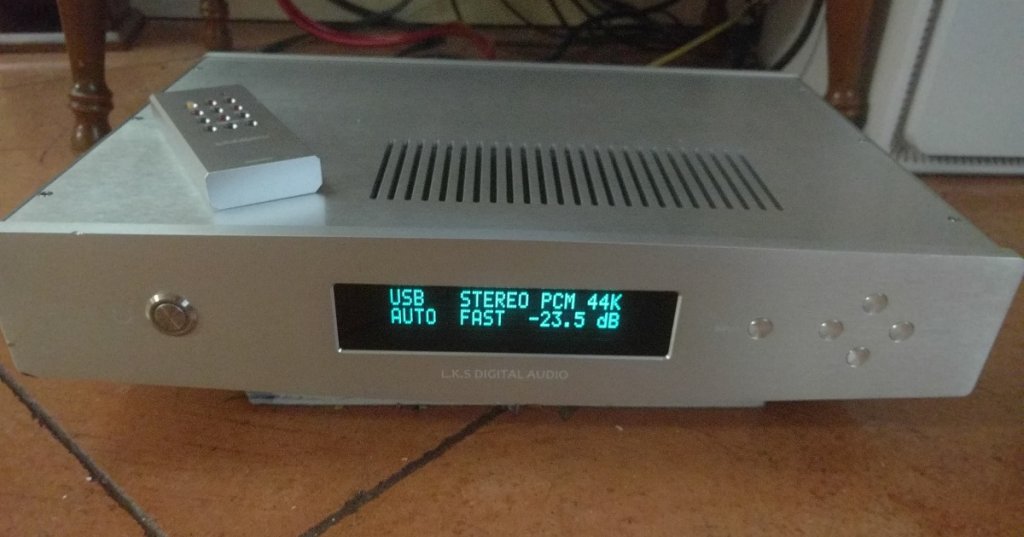 USB STEREO PCM 44K
AUTO FAST -23.5 dB
L.K.S DIGITAL AUDIO